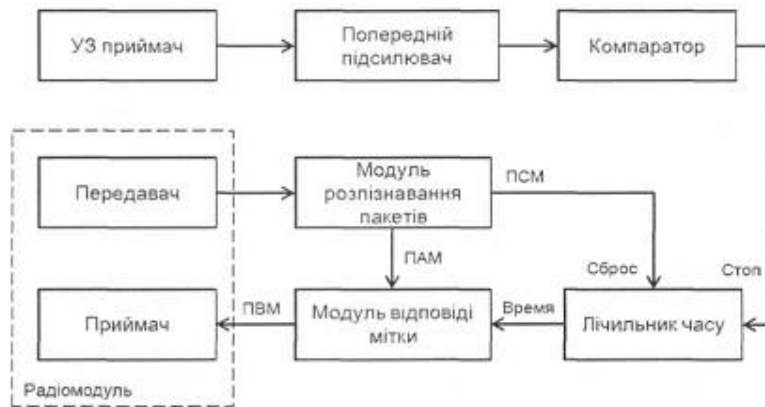 УЗ приймач
Попередній
підсилювач
Компаратор
Передавач
Модуль
розпізнавання
пакетів
ПСМ
ПАМ
Сброс
Стоп
Приймач
ПВМ
Модуль відповіді
мітки
Время
Лічильник часу
Радіомодуль